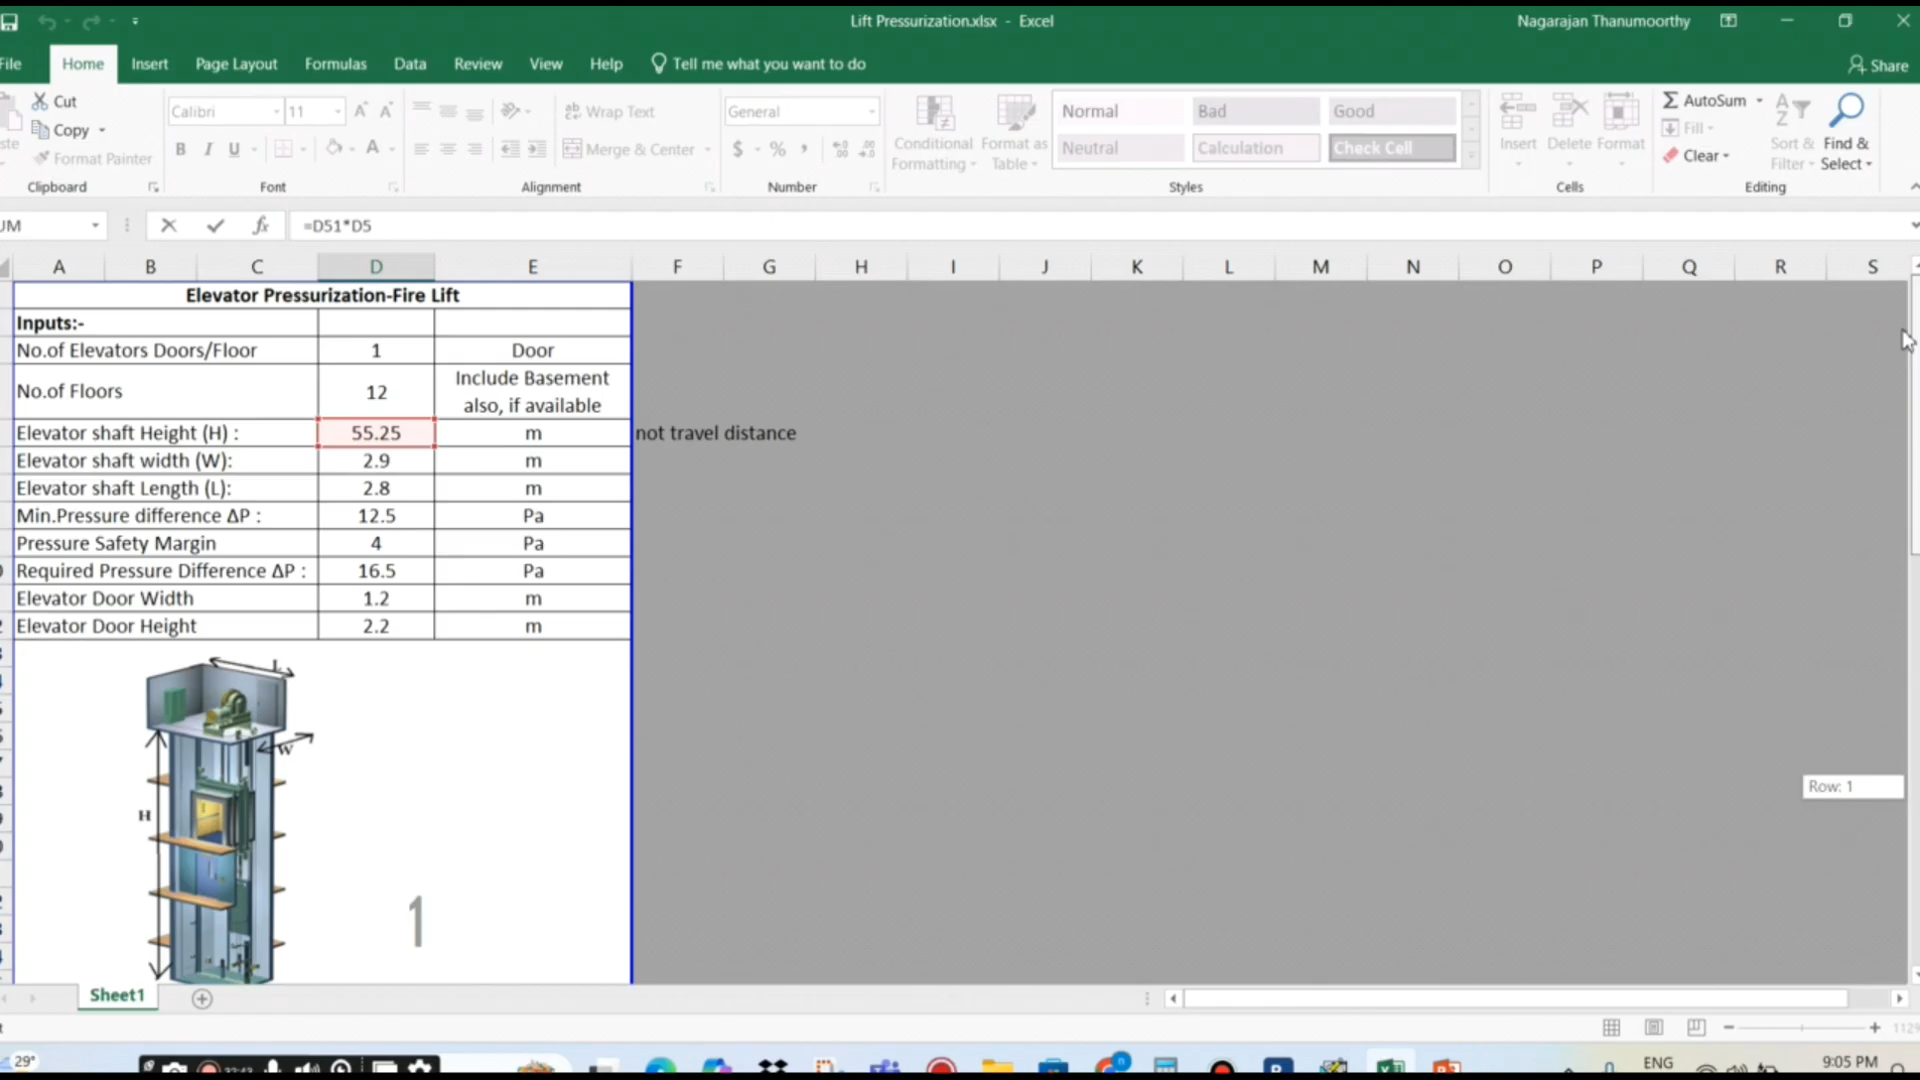 Lift Pressurization.xlsx - Excel
Nagarajan Thanumoorthy
File Home Insert Page Layout Formulas Data Review View Help Tell me what you want to do
Share
Cut
Copy
Format Painter
Clipboard
Calibri 11
B I U
Font
Wrap Text
Merge & Center
Alignment
General
$ % ,
Number
Conditional Formatting
Format as Table
Normal Bad Good
Neutral Calculation Check Cell
Styles
Insert Delete Format
Cells
AutoSum
Fill
Clear
Sort & Filter
Find & Select
Editing
UM
fx =D51*D5
A B C D E F G H I J K L M N O P Q R S
Elevator Pressurization-Fire Lift
Inputs:-
No.of Elevators Doors/Floor 1 Door
No.of Floors 12 Include Basement also, if available
Elevator shaft Height (H) : 55.25 m not travel distance
Elevator shaft width (W): 2.9 m
Elevator shaft Length (L): 2.8 m
Min.Pressure difference ΔP : 12.5 Pa
Pressure Safety Margin 4 Pa
Required Pressure Difference ΔP : 16.5 Pa
Elevator Door Width 1.2 m
Elevator Door Height 2.2 m
L
W
H
1
Row: 1
Sheet1
112%
29°
ENG
9:05 PM